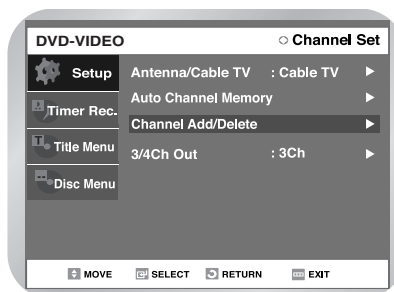 DVD-VIDEO ○ Channel Set
Setup Antenna/Cable TV : Cable TV ►
Auto Channel Memory ►
Timer Rec.
Channel Add/Delete ►
Title Menu 3/4Ch Out : 3Ch ►
Disc Menu
MOVE SELECT RETURN EXIT